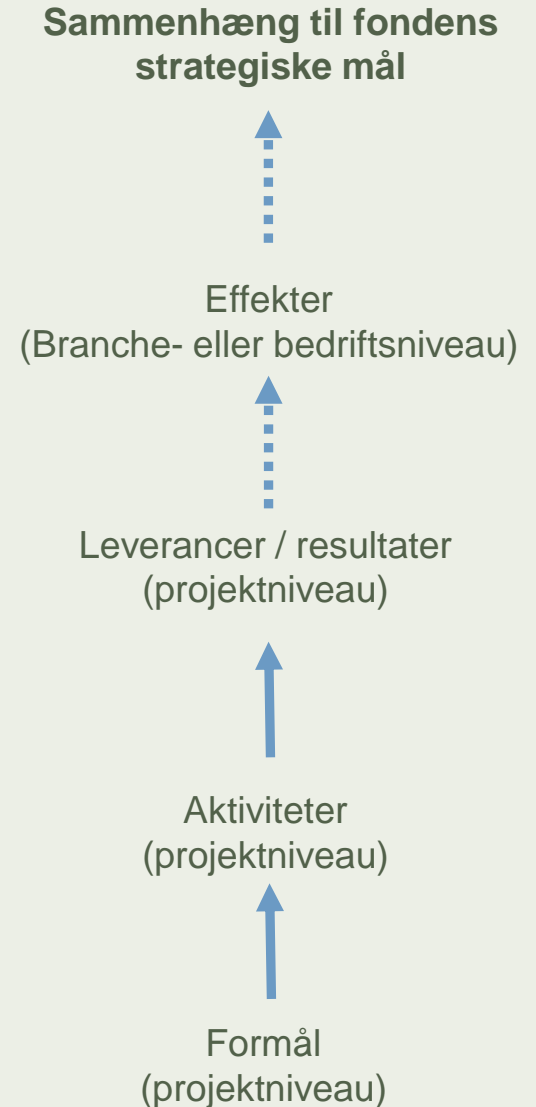 Sammenhæng til fondens
strategiske mål
Effekter
(Branche- eller bedriftsniveau)
Leverancer / resultater
(projektniveau)
Aktiviteter
(projektniveau)
Formål
(projektniveau)